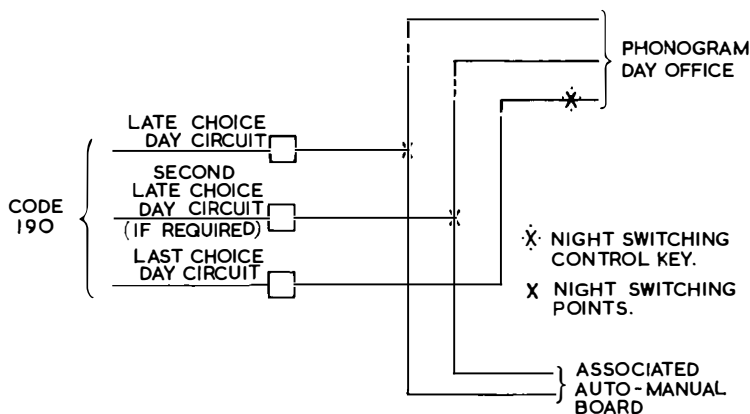 PHONOGRAM
DAY OFFICE
LATE CHOICE
DAY CIRCUIT
SECOND
LATE CHOICE
DAY CIRCUIT
(IF REQUIRED)
LAST CHOICE
DAY CIRCUIT
CODE
190
X NIGHT SWITCHING
CONTROL KEY.
X NIGHT SWITCHING
POINTS.
ASSOCIATED
AUTO-MANUAL
BOARD